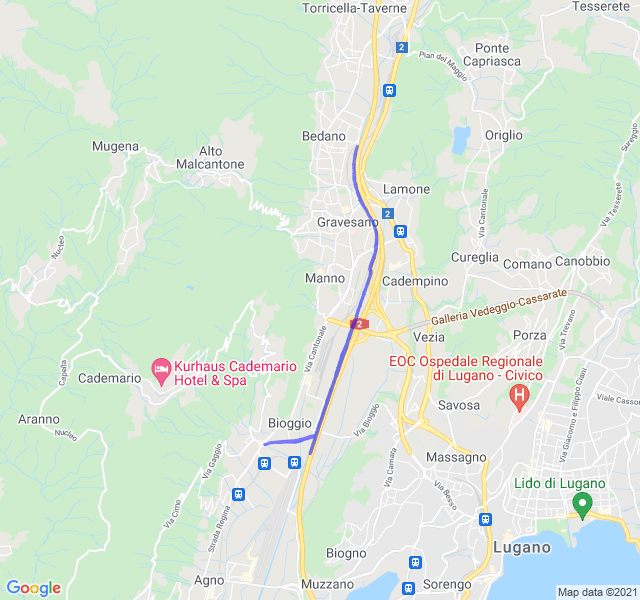 Torricella-Taverne
Tesserete
2
Ponte
Capriasca
Pian del Maggio
Bedano
Origlio
Sureggio
Mugena
Alto
Malcantone
Lamone
Via Cantonale
Via Tesserete
2
Gravesano
Nucleo
Cureglia
Comano
Canobbio
Manno
Cadempino
Galleria Vedeggio-Cassarate
2
Vezia
Porza
Via Trevano
Via Cantonale
Capella
Kurhaus Cademario
Hotel & Spa
EOC Ospedale Regionale
di Lugano - Civico
Via Giacomo e Filippo Ciani
Cademario
H
Viale Casson
Savosa
Aranno
Nucleo
Bioggio
Via Bioggio
Via Gaggio
Via Camara
Massagno
Via Besso
Lido di Lugano
Via Cimo
Strada Regina
Lugano
Biogno
Agno
Muzzano
Sorengo
Google
Map data ©2021